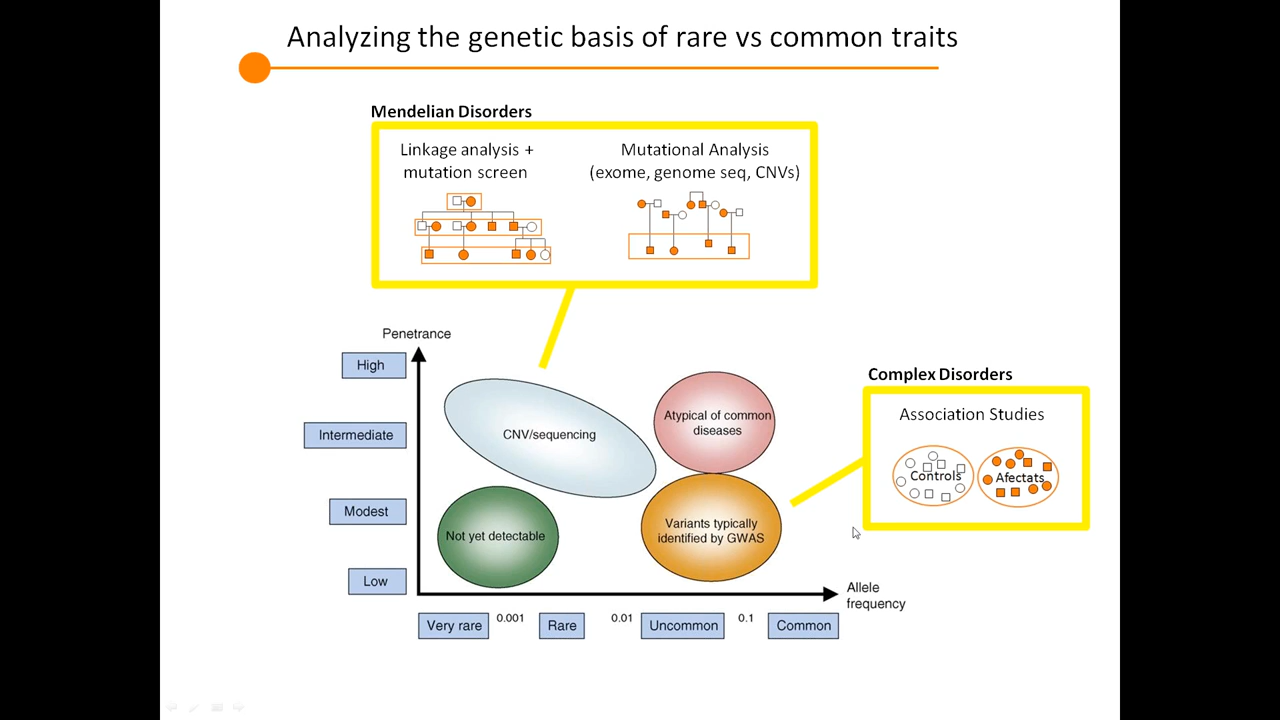 Analyzing the genetic basis of rare vs common traits
Mendelian Disorders
Linkage analysis +
mutation screen
Mutational Analysis
(exome, genome seq, CNVs)
Penetrance
High
Intermediate
Modest
Low
CNV/sequencing
Atypical of common
diseases
Not yet detectable
Variants typically
identified by GWAS
Complex Disorders
Association Studies
Controls
Afectats
Allele
frequency
Very rare
0.001
Rare
0.01
Uncommon
0.1
Common